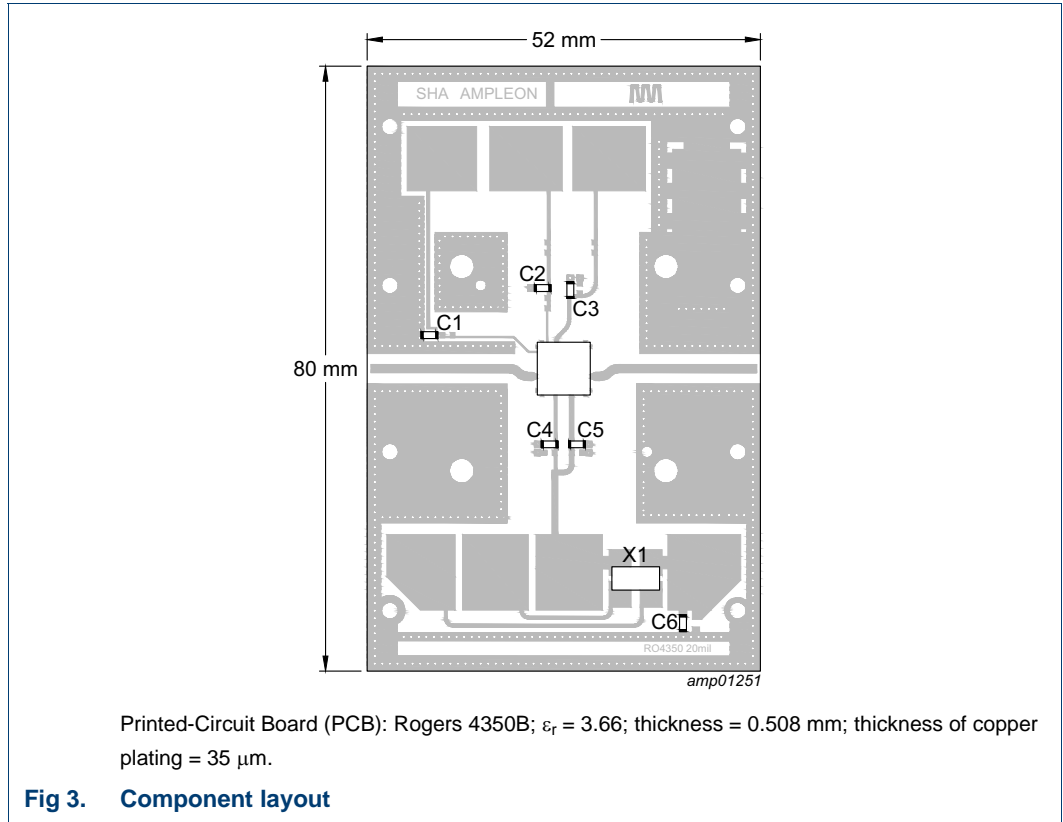 52 mm
SHA AMPLEON
C2
C3
C1
80 mm
C4 C5
X1
C6
RO4350 20mil
amp01251
Printed-Circuit Board (PCB): Rogers 4350B; εr = 3.66; thickness = 0.508 mm; thickness of copper
plating = 35 μm.
Fig 3. Component layout